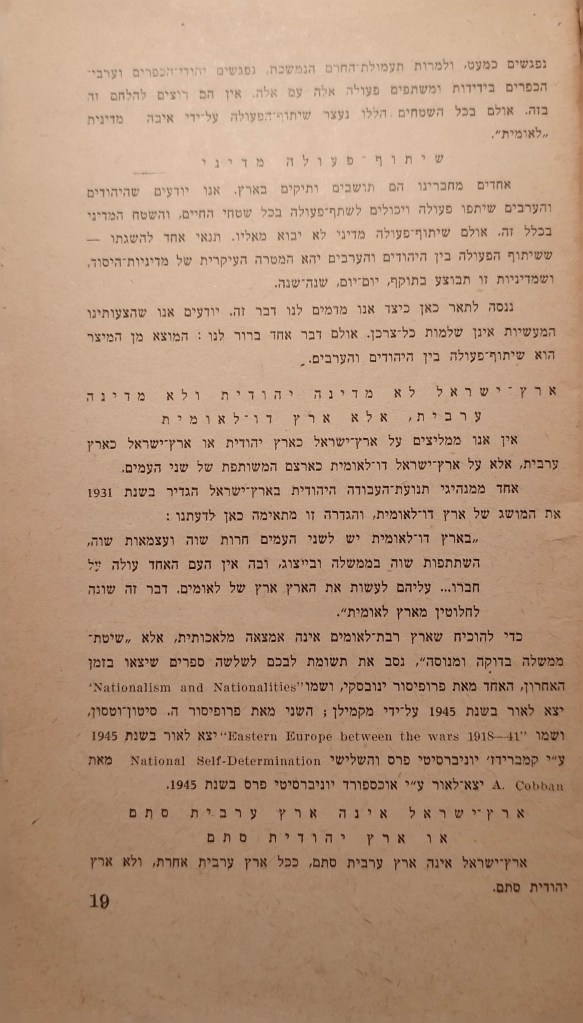 נפגשים כמעט, ולמרות תעמולת־החרם הנמשכת, נפגשים יהודי־הכפרים וערבי־
הכפרים בידידות ומשתפים פעולה אלה עם אלה. אין הם רוצים להלחם זה
בזה. אולם בכל השטחים הללו נעצר שיתוף־הפעולה על־ידי איבה מדינית
„לאומית”.
שיתוף־פעולה מדיני
אחדים מחברינו הם תושבים ותיקים בארץ. אנו יודעים שהיהודים
והערבים שיתפו פעולה ויכולים לשתף־פעולה בכל שטחי החיים, והשטח המדיני
בכלל זה. אולם שיתוף־פעולה מדיני לא יבוא מאליו. תנאי אחד להשגתו —
ששיתוף הפעולה בין היהודים והערבים יהא המטרה העיקרית של מדיניות־היסוד,
ושמדיניות זו תבוצע בתוקף, יום־יום, שנה־שנה.
ננסה לתאר כאן כיצד אנו מדמים לנו דבר זה. יודעים אנו שהצעותינו
המעשיות אינן שלמות כל־צרכן. אולם דבר אחד ברור לנו : המוצא מן המיצר
הוא שיתוף־פעולה בין היהודים והערבים.
ארץ־ישראל לא מדינה יהודית ולא מדינה
ערבית, אלא ארץ דו־לאומית
אין אנו ממליצים על ארץ־ישראל כארץ יהודית או ארץ־ישראל כארץ
ערבית, אלא על ארץ־ישראל דו־לאומית כארצם המשותפת של שני העמים.
אחד ממנהיגי תנועת־העבודה היהודית בארץ־ישראל הגדיר בשנת 1931
את המושג של ארץ דו־לאומית, והגדרה זו מתאימה כאן לדעתנו :
„בארץ דו־לאומית יש לשני העמים חרות שוה ועצמאות שוה,
השתתפות שוה בממשלה ובייצוג, ובה אין העם האחד עולה על
חברו... עליהם לעשות את הארץ ארץ של לאומים. דבר זה שונה
לחלוטין מארץ לאומית”.
כדי להוכיח שארץ רבת־לאומים אינה אמצאה מלאכותית, אלא „שיטת־
ממשלה בדוקה ומנוסה”, נסב את תשומת לבכם לשלשה ספרים שיצאו בזמן
האחרון, האחד מאת פרופיסור ינובסקי, ושמו "Nationalism and Nationalities'
יצא לאור בשנת 1945 על־ידי מקמילן ; השני מאת פרופיסור ה. סיטון־וטסון,
ושמו "Eastern Europe between the wars 1918—41" יצא לאור בשנת 1945
ע״י קמברידז' יוניברסיטי פרס והשלישי National Self-Determination מאת
A. Cobban יצא־לאור ע״י אוכספורד יוניברסיטי פרס בשנת 1945.
ארץ־ישראל אינה ארץ ערבית סתם
או ארץ יהודית סתם
ארץ־ישראל אינה ארץ ערבית סתם, ככל ארץ ערבית אחרת, ולא ארץ
יהודית סתם.
19